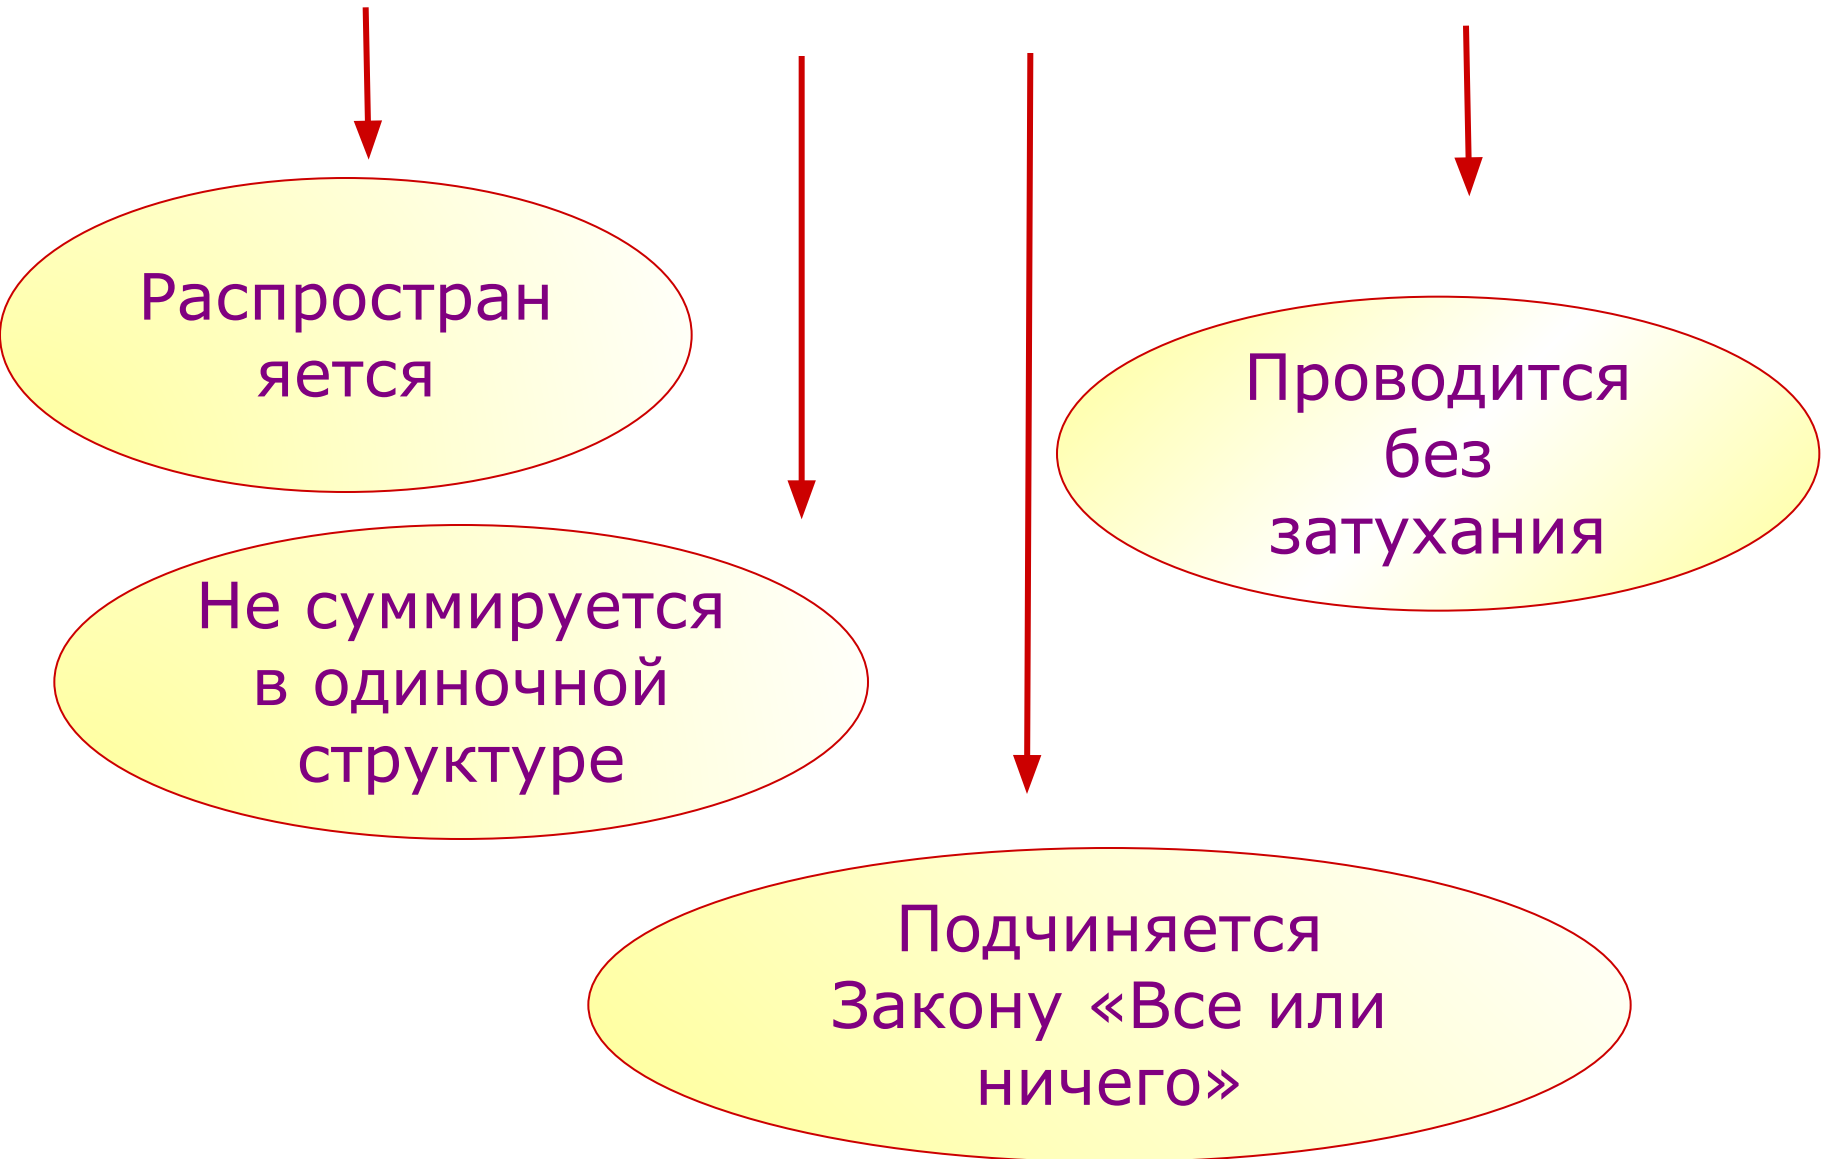 Распростран
яется
Проводится
без
затухания
Не суммируется
в одиночной
структуре
Подчиняется
Закону «Все или
ничего»